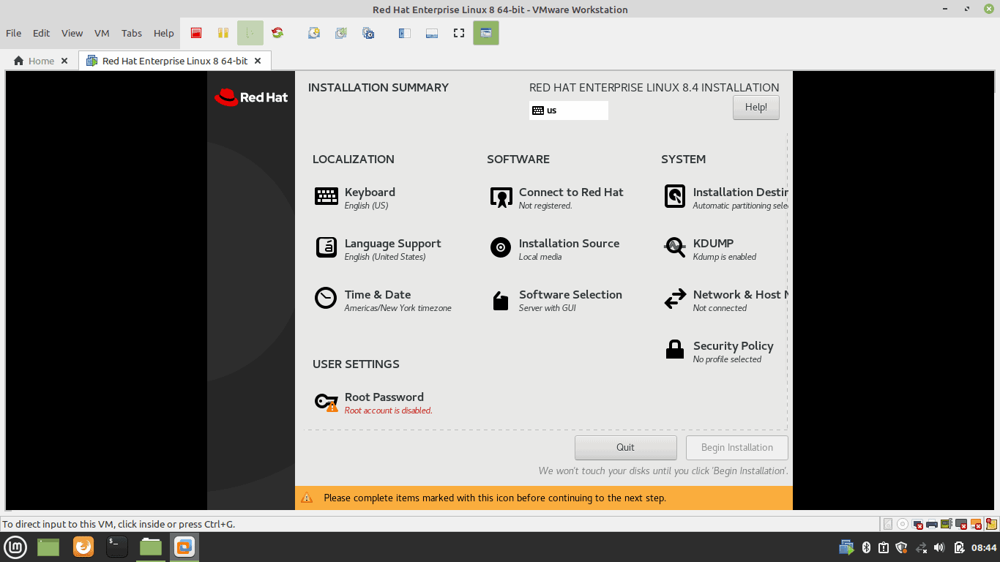 Red Hat Enterprise Linux 8 64-bit - VMware Workstation
File Edit View VM Tabs Help
Home Red Hat Enterprise Linux 8 64-bit
Red Hat
INSTALLATION SUMMARY
RED HAT ENTERPRISE LINUX 8.4 INSTALLATION
us
Help!
LOCALIZATION
Keyboard
English (US)
Language Support
English (United States)
Time & Date
Americas/New York timezone
SOFTWARE
Connect to Red Hat
Not registered.
Installation Source
Local media
Software Selection
Server with GUI
SYSTEM
Installation Destin
Automatic partitioning sele
KDUMP
Kdump is enabled
Network & Host N
Not connected
Security Policy
No profile selected
USER SETTINGS
Root Password
Root account is disabled.
Quit
Begin Installation
We won't touch your disks until you click 'Begin Installation'.
Please complete items marked with this icon before continuing to the next step.
To direct input to this VM, click inside or press Ctrl+G.
08:44